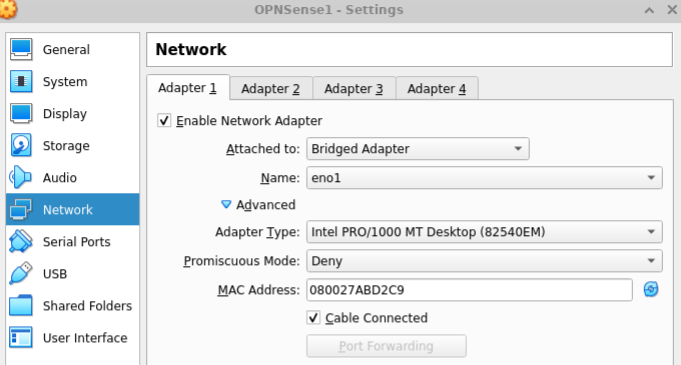 OPNSense1 - Settings
General
System
Display
Storage
Audio
Network
Serial Ports
USB
Shared Folders
User Interface
Network
Adapter 1 Adapter 2 Adapter 3 Adapter 4
Enable Network Adapter
Attached to: Bridged Adapter
Name: eno1
Advanced
Adapter Type: Intel PRO/1000 MT Desktop (82540EM)
Promiscuous Mode: Deny
MAC Address: 080027ABD2C9
Cable Connected
Port Forwarding